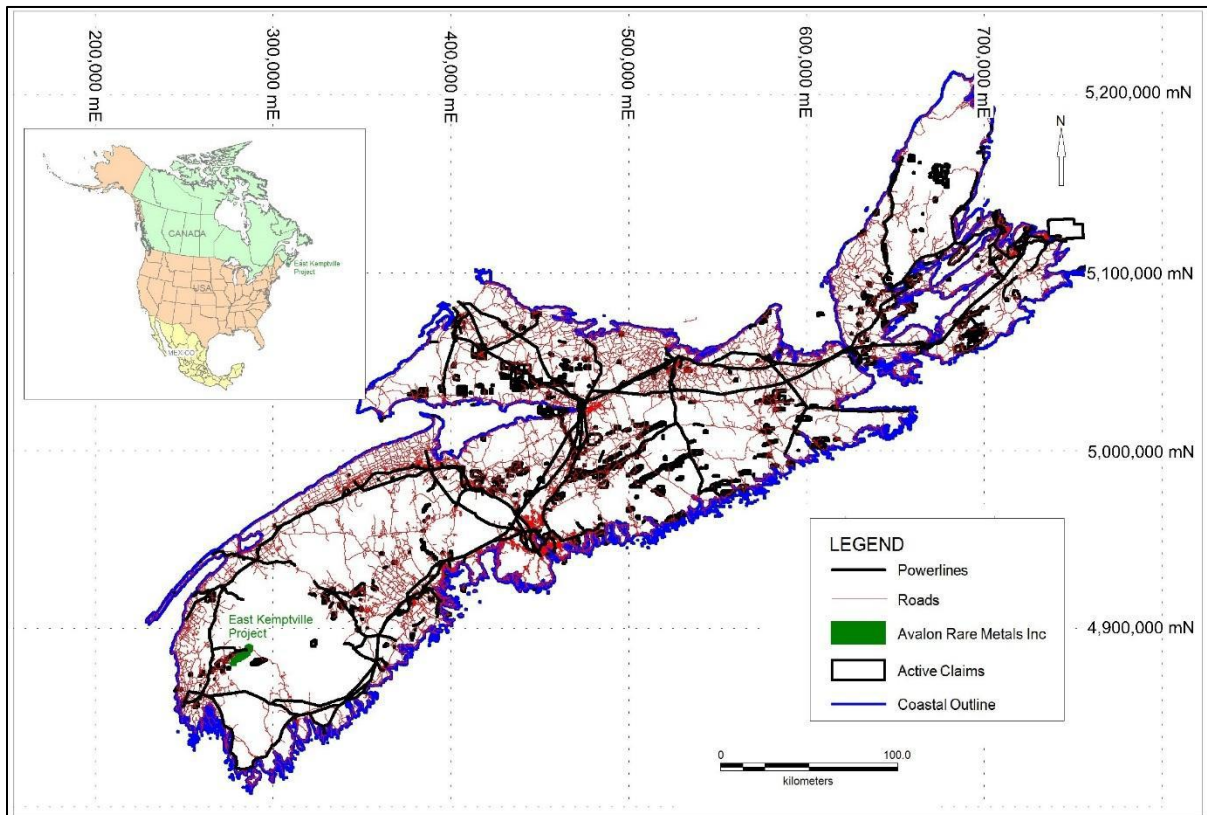 200,000 mE
300,000 mE
400,000 mE
500,000 mE
600,000 mE
700,000 mE
5,200,000 mN
N
CANADA
East Kemptville
Project
USA
MEXICO
5,100,000 mN
5,000,000 mN
LEGEND
Powerlines
Roads
Avalon Rare Metals Inc
Active Claims
Coastal Outline
East Kemptville
Project
4,900,000 mN
0 100.0
kilometers